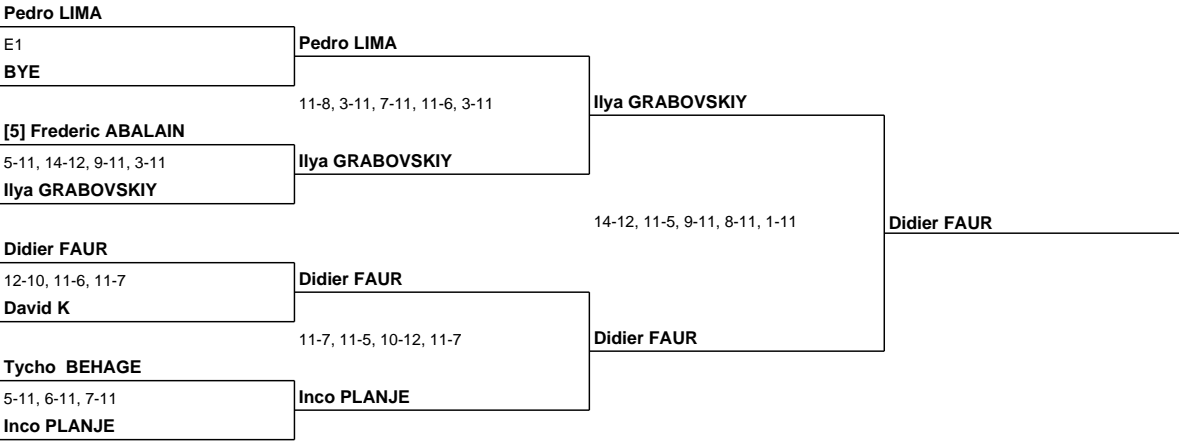 Pedro LIMA
E1
BYE
[5] Frederic ABALAIN
5-11, 14-12, 9-11, 3-11
Ilya GRABOVSKIY
Didier FAUR
12-10, 11-6, 11-7
David K
Tycho  BEHAGE
5-11, 6-11, 7-11
Inco PLANJE
Pedro LIMA
11-8, 3-11, 7-11, 11-6, 3-11
Ilya GRABOVSKIY
Didier FAUR
11-7, 11-5, 10-12, 11-7
Inco PLANJE
Ilya GRABOVSKIY
14-12, 11-5, 9-11, 8-11, 1-11
Didier FAUR
Didier FAUR